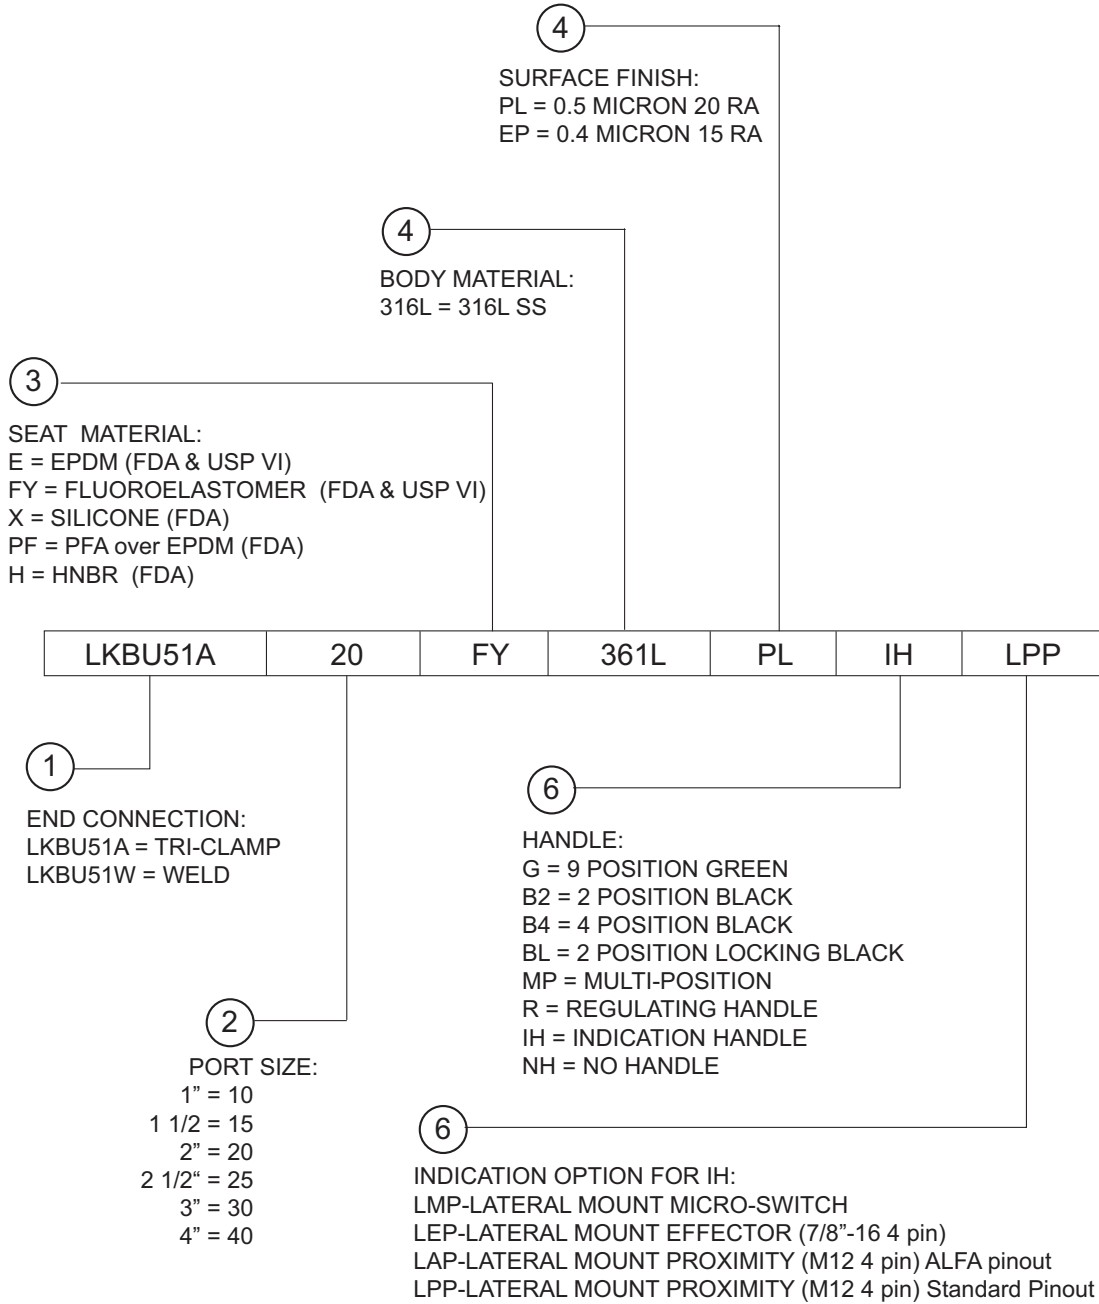 4
SURFACE FINISH:
PL = 0.5 MICRON 20 RA
EP = 0.4 MICRON 15 RA
4
BODY MATERIAL:
316L = 316L SS
3
SEAT MATERIAL:
E = EPDM (FDA & USP VI)
FY = FLUOROELASTOMER (FDA & USP VI)
X = SILICONE (FDA)
PF = PFA over EPDM (FDA)
H = HNBR (FDA)
LKBU51A 20 FY 361L PL IH LPP
1
END CONNECTION:
LKBU51A = TRI-CLAMP
LKBU51W = WELD
2
PORT SIZE:
1” = 10
1 1/2 = 15
2” = 20
2 1/2“ = 25
3” = 30
4” = 40
6
HANDLE:
G = 9 POSITION GREEN
B2 = 2 POSITION BLACK
B4 = 4 POSITION BLACK
BL = 2 POSITION LOCKING BLACK
MP = MULTI-POSITION
R = REGULATING HANDLE
IH = INDICATION HANDLE
NH = NO HANDLE
6
INDICATION OPTION FOR IH:
LMP-LATERAL MOUNT MICRO-SWITCH
LEP-LATERAL MOUNT EFFECTOR (7/8”-16 4 pin)
LAP-LATERAL MOUNT PROXIMITY (M12 4 pin) ALFA pinout
LPP-LATERAL MOUNT PROXIMITY (M12 4 pin) Standard Pinout